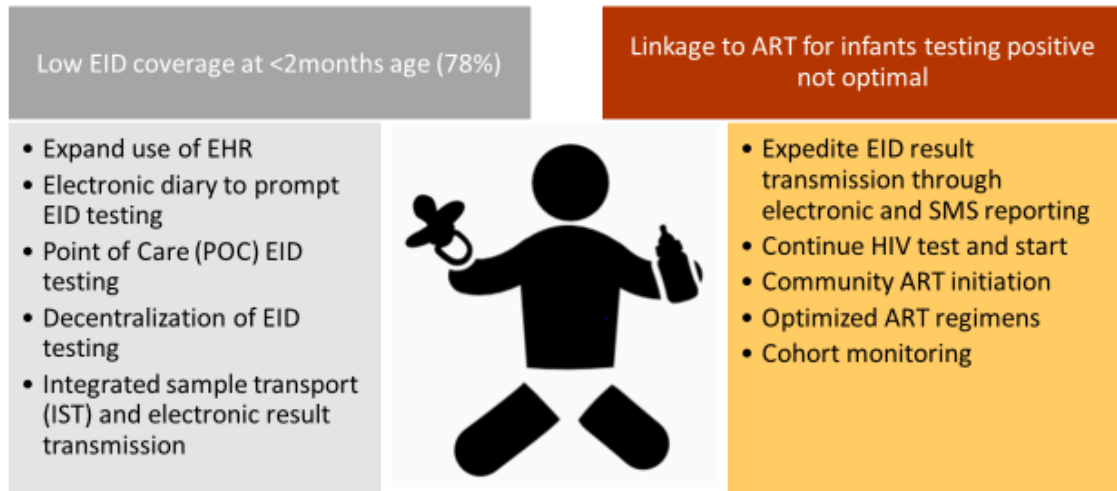 Low EID coverage at <2months age (78%)
• Expand use of EHR
• Electronic diary to prompt
EID testing
• Point of Care (POC) EID
testing
• Decentralization of EID
testing
• Integrated sample transport
(IST) and electronic result
transmission
Linkage to ART for infants testing positive
not optimal
• Expedite EID result
transmission through
electronic and SMS reporting
• Continue HIV test and start
• Community ART initiation
• Optimized ART regimens
• Cohort monitoring